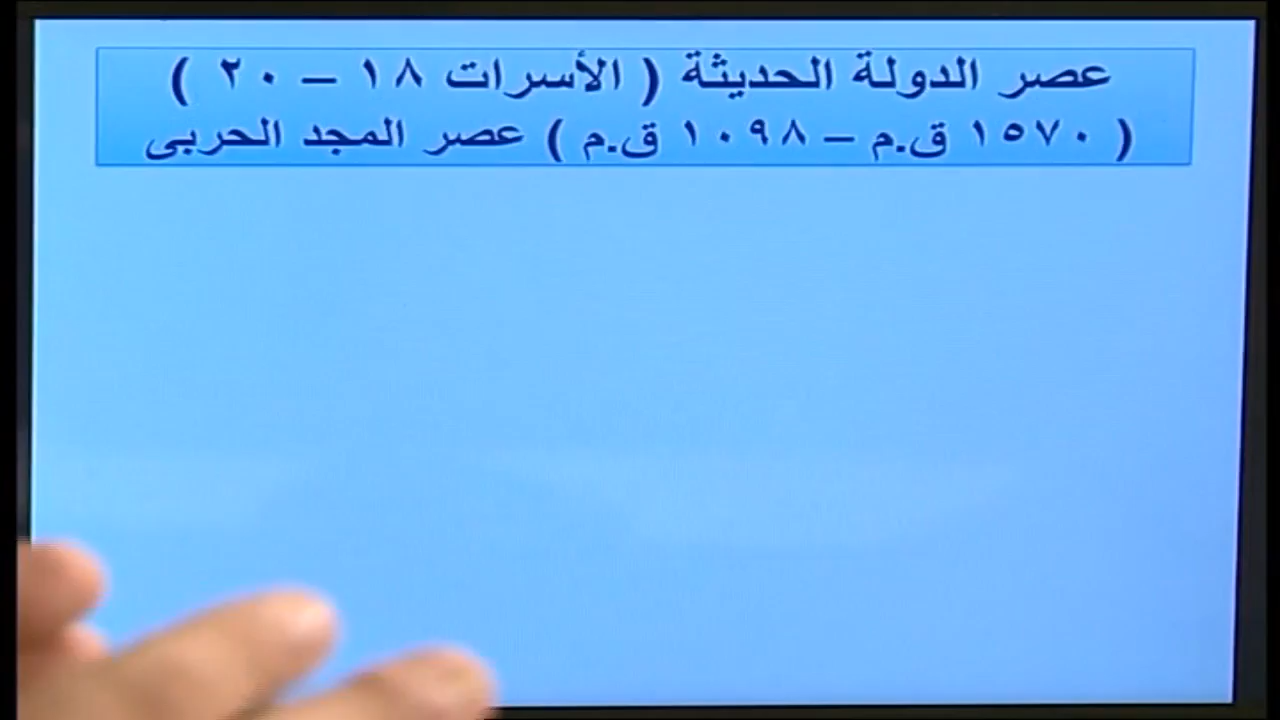 عصر الدولة الحديثة ( الأسرات ١٨ – ٢٠ )
( ١٥٧٠ ق.م – ١٠٩٨ ق.م ) عصر المجد الحربى